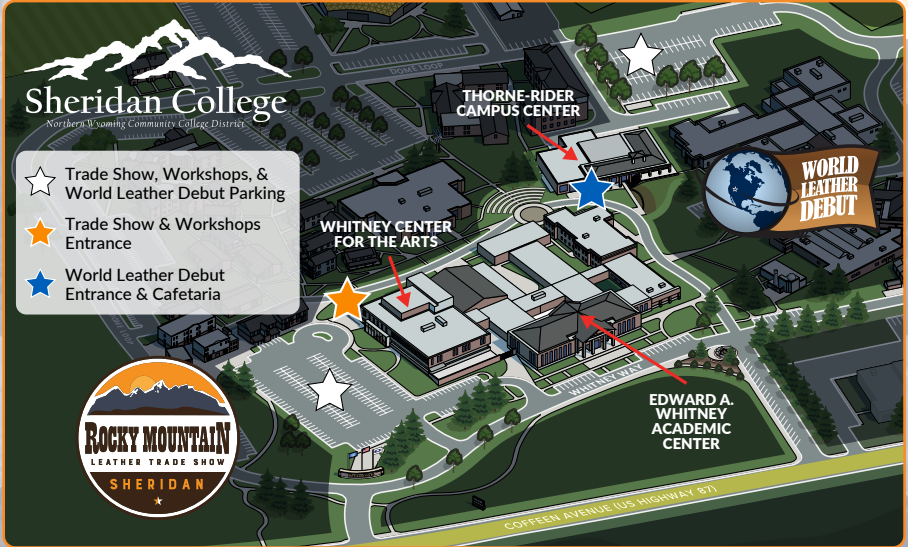 Sheridan College
Northern Wyoming Community College District
DOME LOOP
THORNE-RIDER
CAMPUS CENTER
Trade Show, Workshops, &
World Leather Debut Parking
Trade Show & Workshops
Entrance
World Leather Debut
Entrance & Cafetaria
WORLD
LEATHER
DEBUT
WHITNEY CENTER
FOR THE ARTS
WHITNEY WAY
EDWARD A.
WHITNEY
ACADEMIC
CENTER
ROCKY MOUNTAIN
LEATHER TRADE SHOW
SHERIDAN
COFFEEN AVENUE (US HIGHWAY 87)